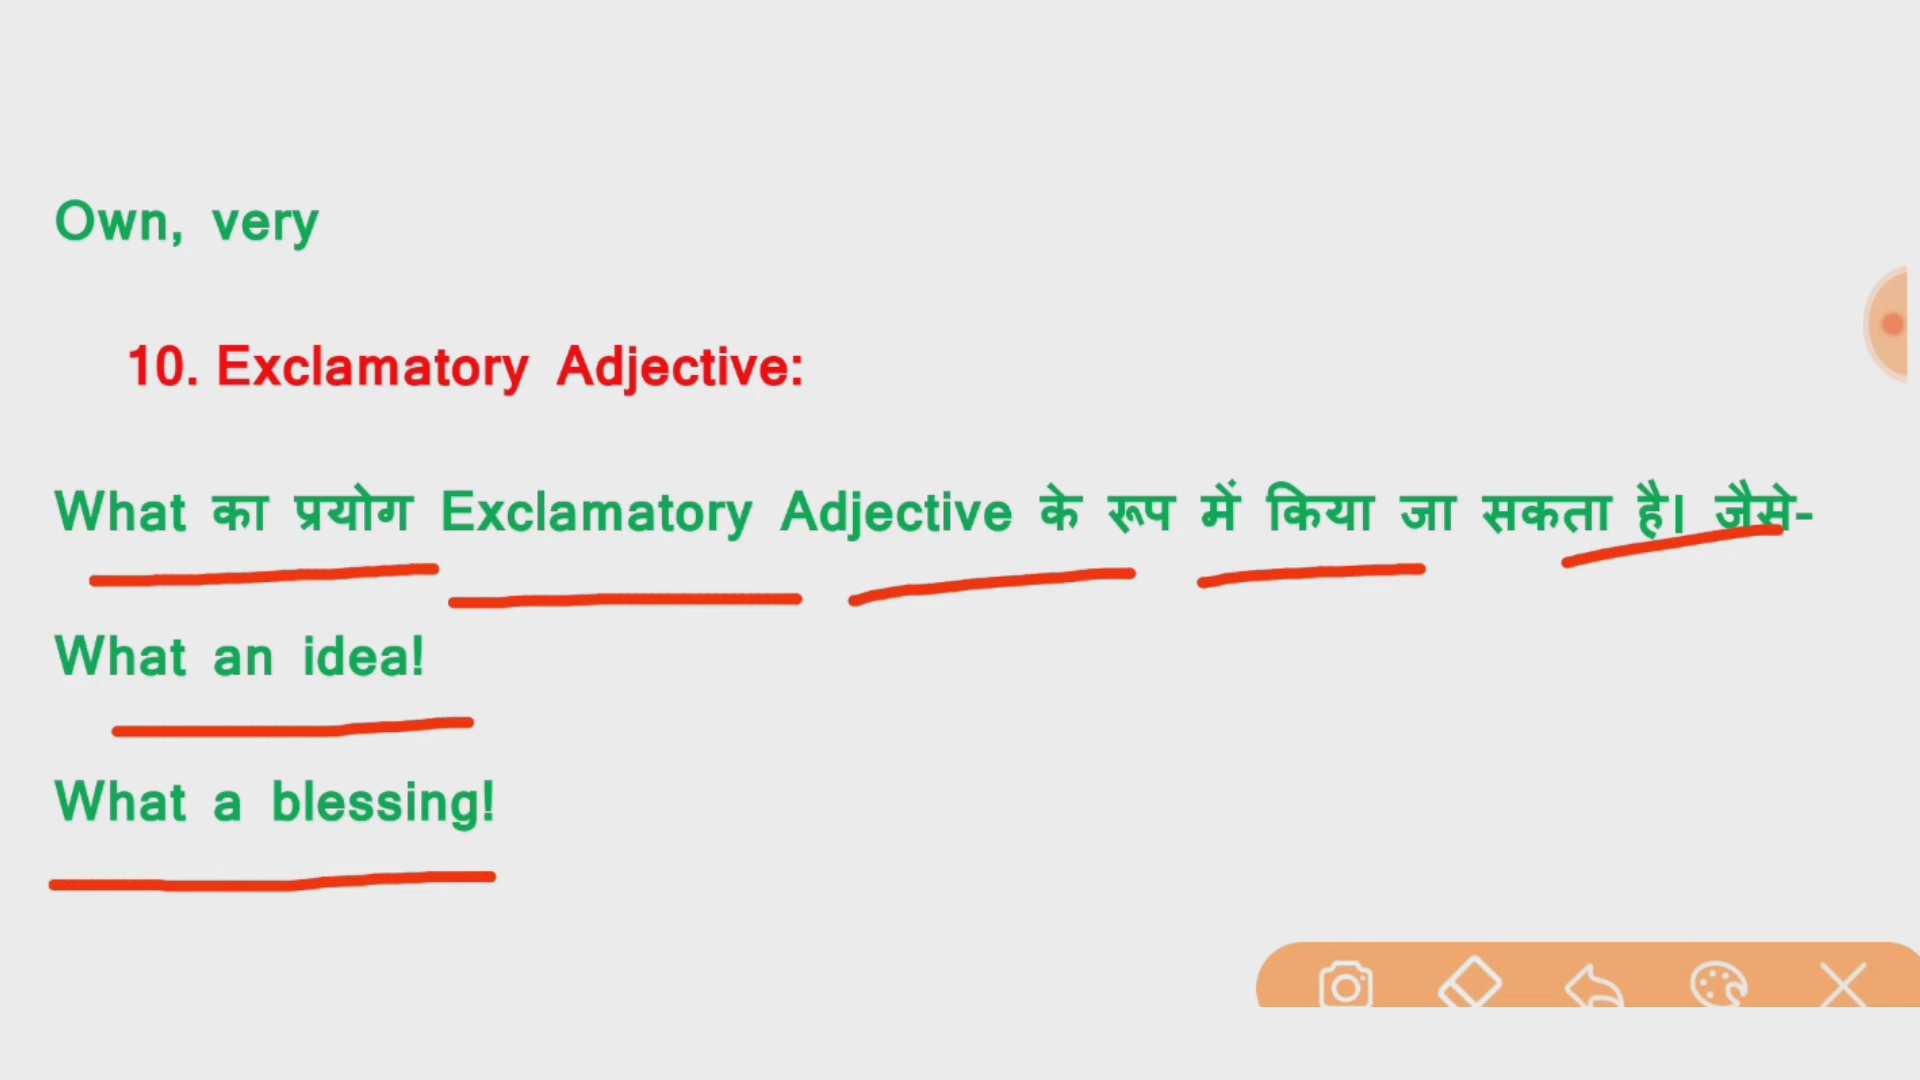 Own, very
10. Exclamatory Adjective:
What का प्रयोग Exclamatory Adjective के रूप में किया जा सकता है। जैसे-
What an idea!
What a blessing!